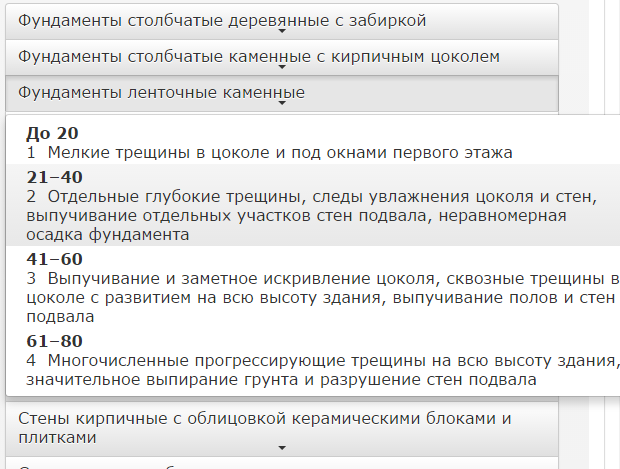 Фундаменты столбчатые деревянные с забиркой
Фундаменты столбчатые каменные с кирпичным цоколем
Фундаменты ленточные каменные
До 20
1 Мелкие трещины в цоколе и под окнами первого этажа
21–40
2 Отдельные глубокие трещины, следы увлажнения цоколя и стен,
выпучивание отдельных участков стен подвала, неравномерная
осадка фундамента
41–60
3 Выпучивание и заметное искривление цоколя, сквозные трещины в
цоколе с развитием на всю высоту здания, выпучивание полов и стен
подвала
61–80
4 Многочисленные прогрессирующие трещины на всю высоту здания,
значительное выпирание грунта и разрушение стен подвала
Стены кирпичные с облицовкой керамическими блоками и
плитками